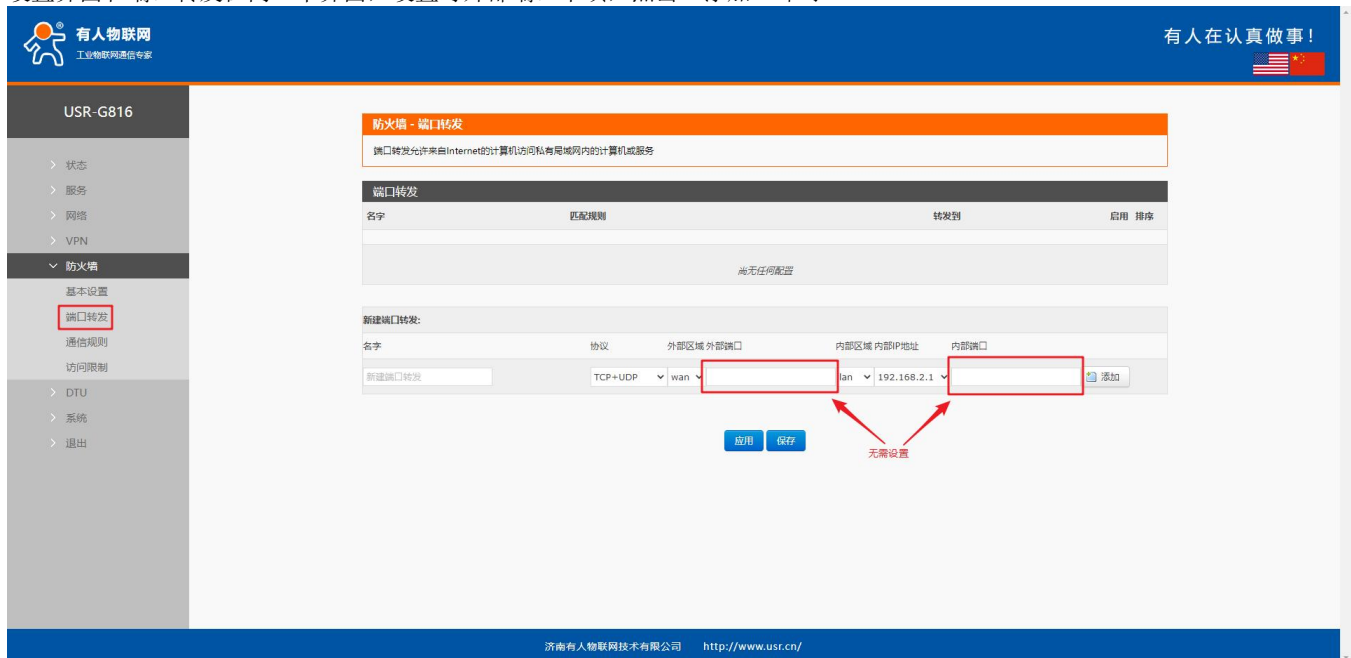 有人物联网
工业物联网通信专家
有人在认真做事!
USR-G816
状态
服务
网络
VPN
防火墙
基本设置
端口转发
通信规则
访问限制
DTU
系统
退出
防火墙 - 端口转发
端口转发允许来自Internet的计算机访问私有局域网内的计算机或服务
端口转发
名字 匹配规则 转发到 启用 排序
尚无任何配置
新建端口转发:
名字 协议 外部区域 外部端口 内部区域 内部IP地址 内部端口
新建端口转发 TCP+UDP wan lan 192.168.2.1 添加
应用 保存
无需设置
济南有人物联网技术有限公司 http://www.usr.cn/